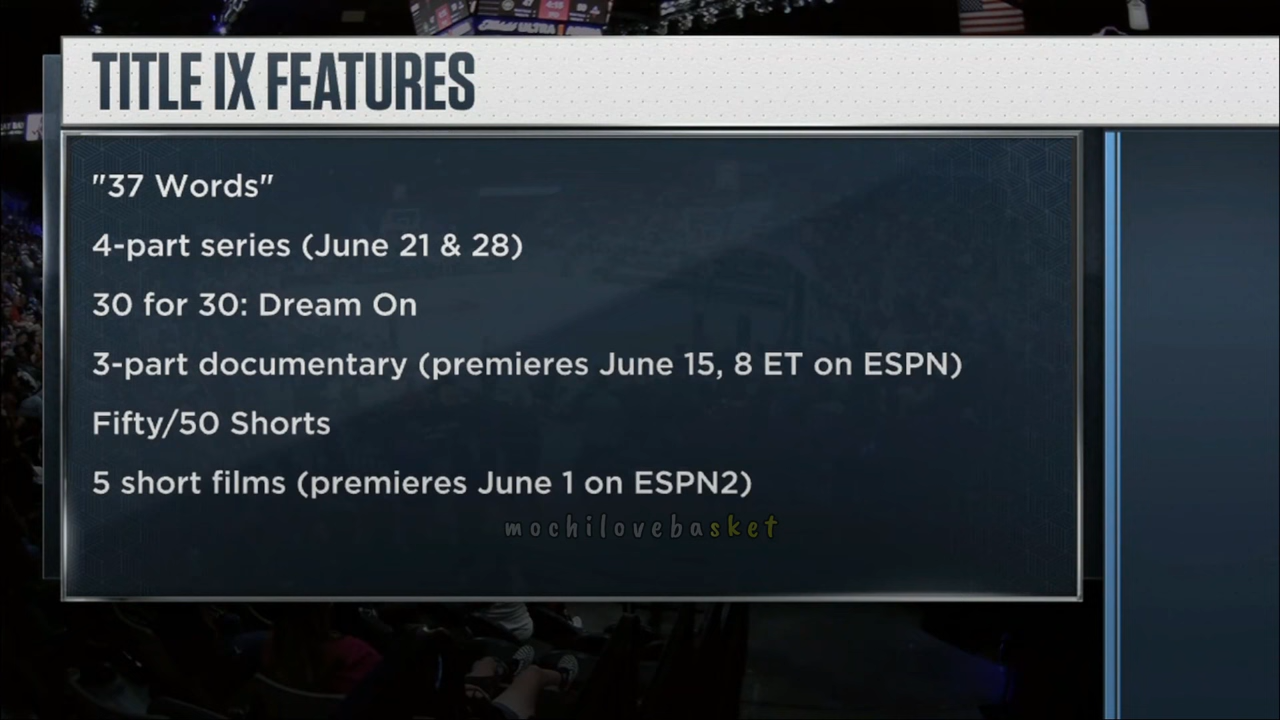 TITLE IX FEATURES
"37 Words"
4-part series (June 21 & 28)
30 for 30: Dream On
3-part documentary (premieres June 15, 8 ET on ESPN)
Fifty/50 Shorts
5 short films (premieres June 1 on ESPN2)
mochilovebasket